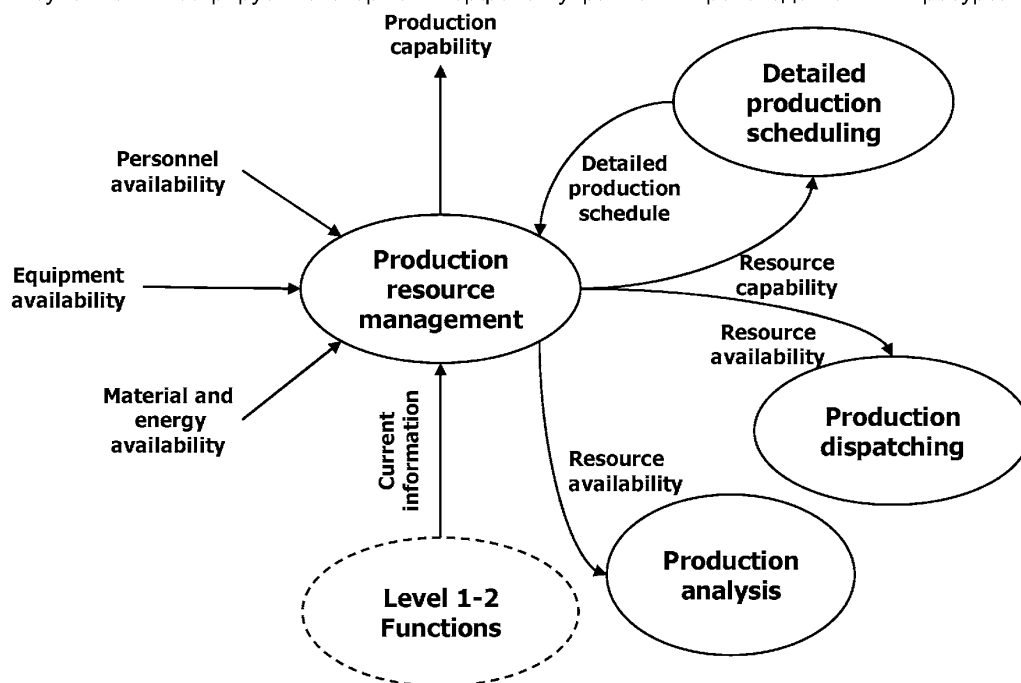 Production
capability
Detailed
production
scheduling
Personnel
availability
Detailed
production
schedule
Equipment
availability
Production
resource
management
Resource
capability
Resource
availability
Material and
energy
availability
Current
information
Production
dispatching
Resource
availability
Production
analysis
Level 1-2
Functions